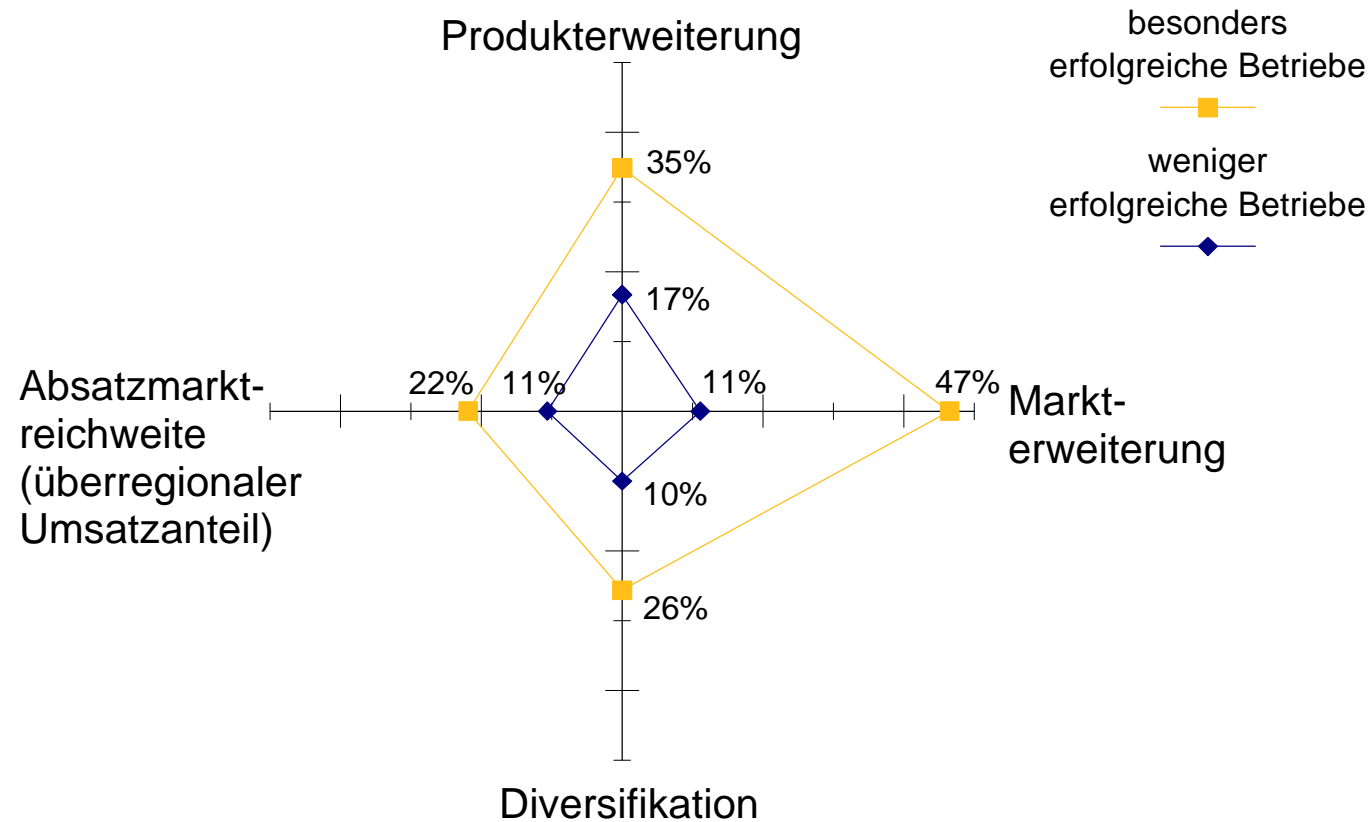 Produkterweiterung
besonders
erfolgreiche Betriebe
weniger
erfolgreiche Betriebe
35%
17%
Absatzmarkt-
reichweite
(überregionaler
Umsatzanteil)
22%
11%
11%
47%
Markt-
erweiterung
10%
26%
Diversifikation